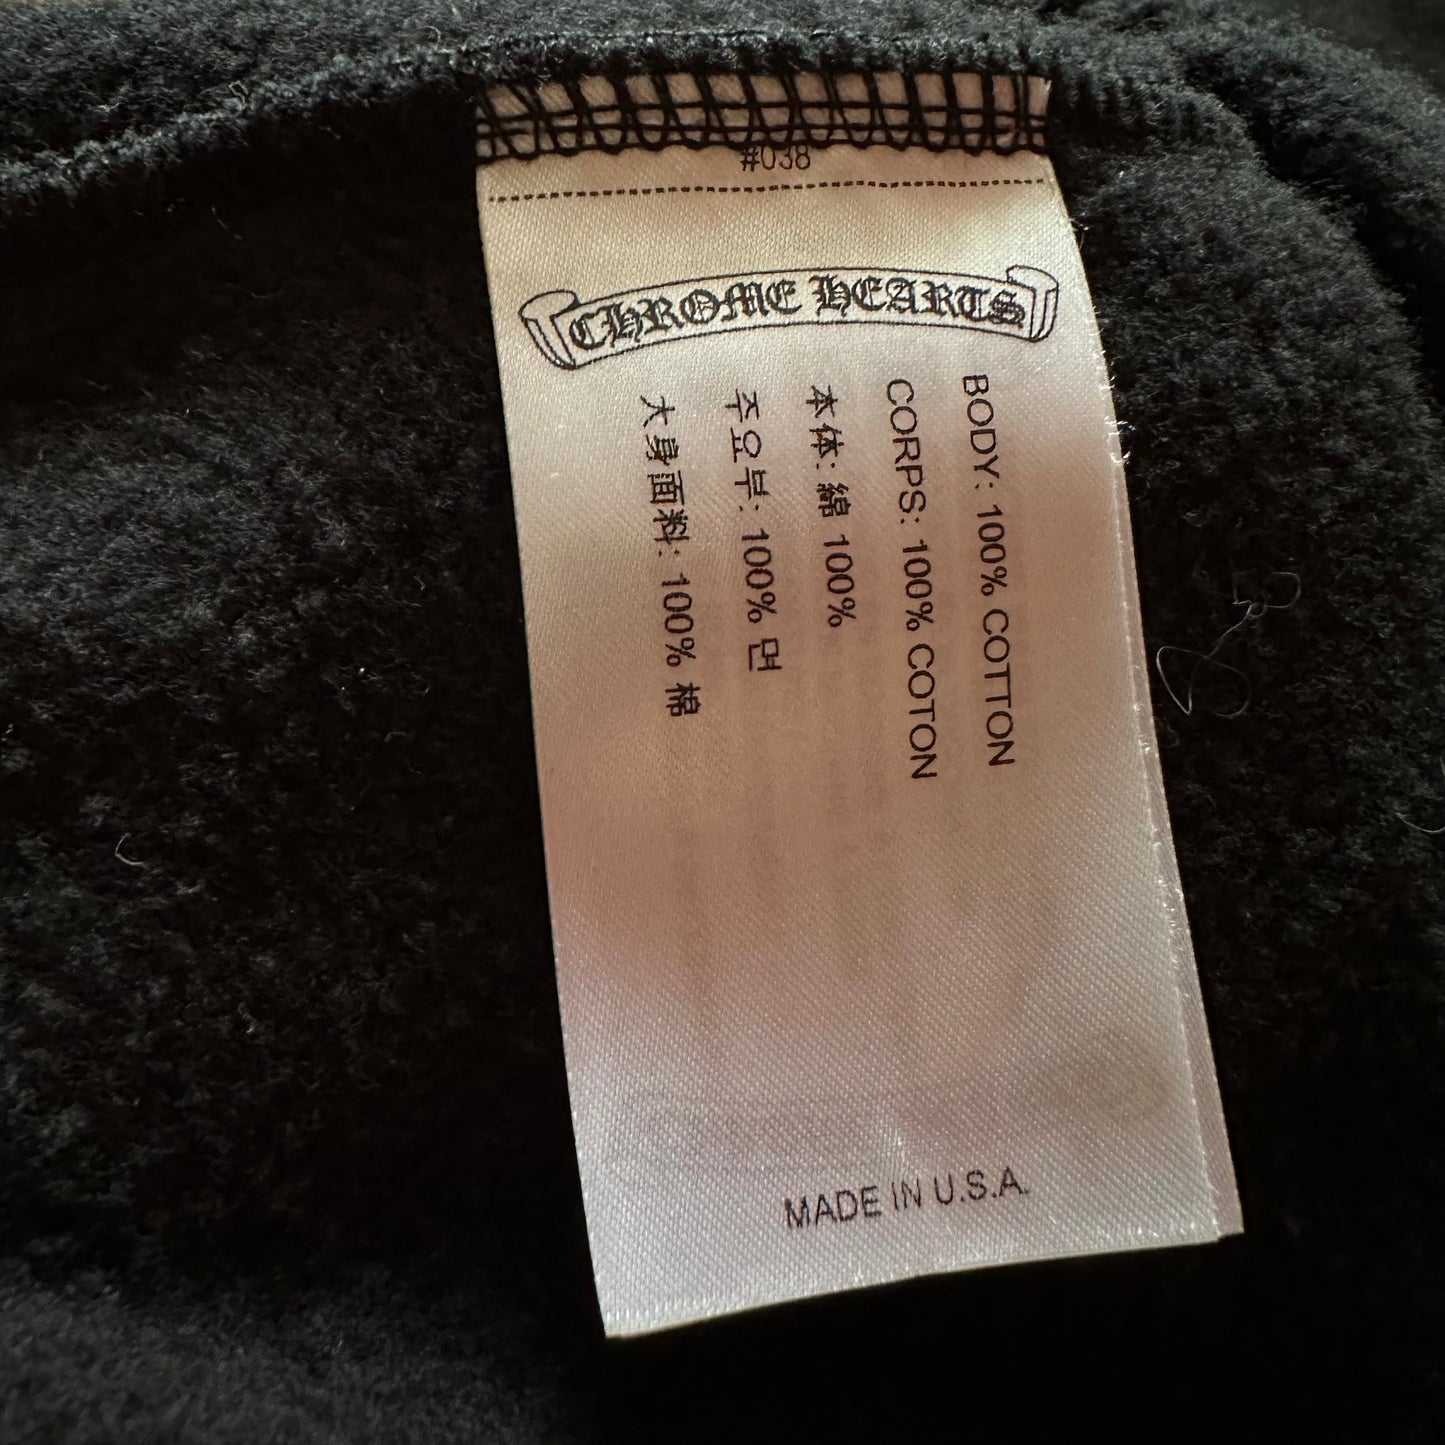 #038
CHROME HEARTS
BODY: 100% COTTON
CORPS: 100% COTON
本体: 綿 100%
주요부: 100% 면
大身面料: 100% 棉
MADE IN U.S.A.